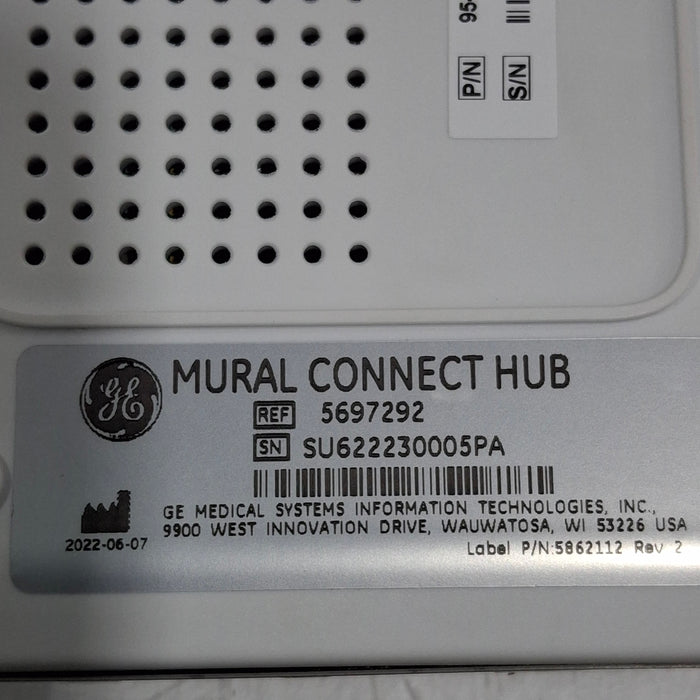 95
P/N
S/N
GE
MURAL CONNECT HUB
REF 5697292
SN SU622230005PA
GE MEDICAL SYSTEMS INFORMATION TECHNOLOGIES, INC.,
9900 WEST INNOVATION DRIVE, WAUWATOSA, WI 53226 USA
2022-06-07
Label P/N:5862112 Rev 2